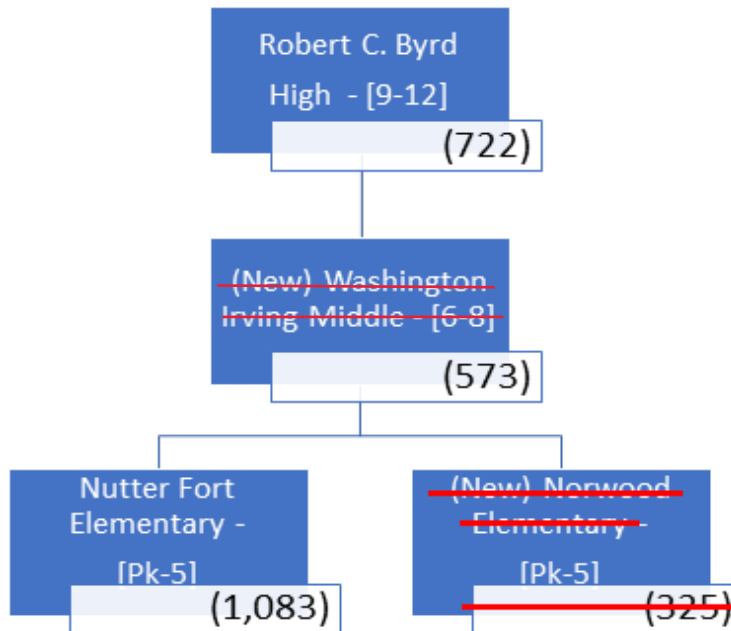 Robert C. Byrd
High - [9-12]
(722)
(New) Washington
Irving Middle - [6-8]
(573)
Nutter Fort
Elementary -
[Pk-5]
(1,083)
(New) Norwood
Elementary -
[Pk-5]
(325)